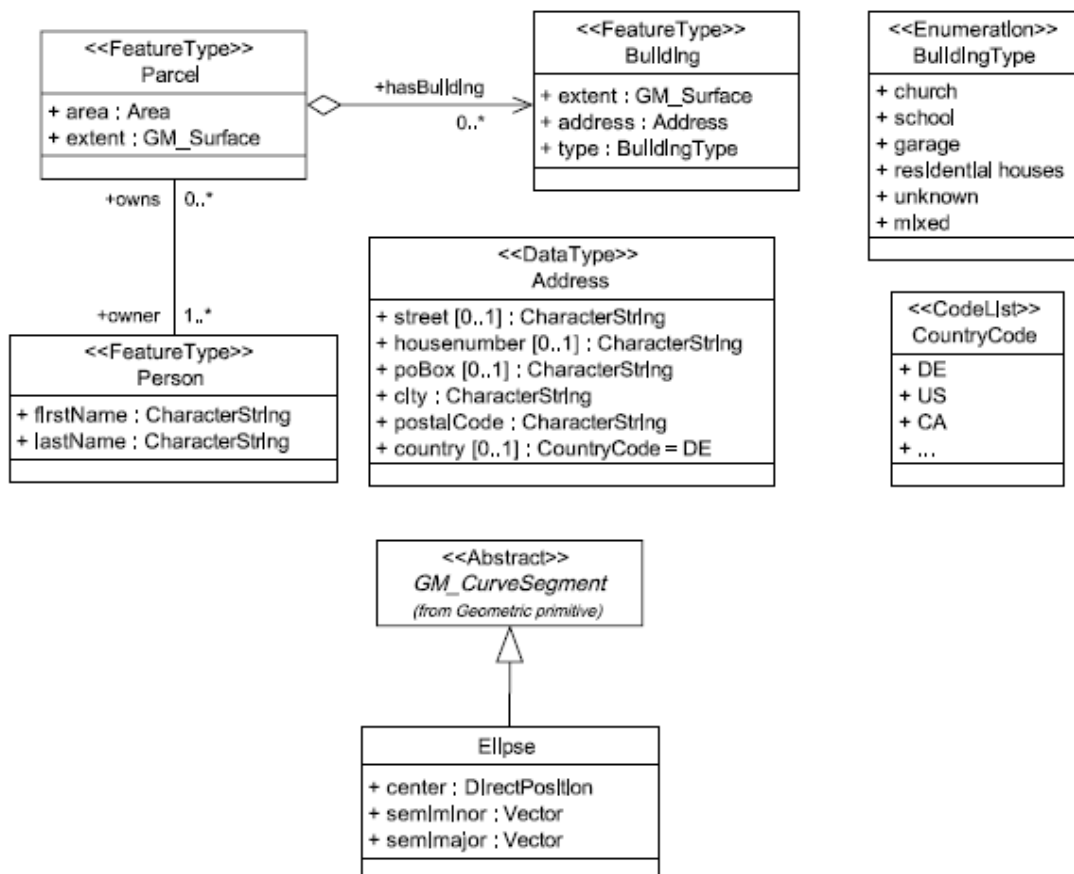 <<FeatureType>>
Parcel
+ area : Area
+ extent : GM_Surface
+hasBuilding
0..*
<<FeatureType>>
Building
+ extent : GM_Surface
+ address : Address
+ type : BuildingType
<<Enumeration>>
BuildingType
+ church
+ school
+ garage
+ residential houses
+ unknown
+ mixed
+owns
0..*
+owner
1..*
<<FeatureType>>
Person
+ firstName : CharacterString
+ lastName : CharacterString
<<DataType>>
Address
+ street [0..1] : CharacterString
+ housenumber [0..1] : CharacterString
+ poBox [0..1] : CharacterString
+ city : CharacterString
+ postalCode : CharacterString
+ country [0..1] : CountryCode = DE
<<CodeList>>
CountryCode
+ DE
+ US
+ CA
+ ...
<<Abstract>>
GM_CurveSegment
(from Geometric primitive)
Ellpse
+ center : DirectPosition
+ semiminor : Vector
+ semimajor : Vector